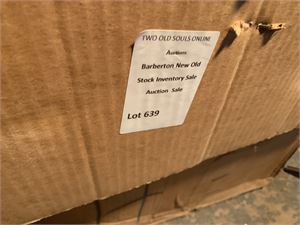 TWO OLD SOULS ONLINE
Auctions
Barberton New Old
Stock Inventory Sale
Auction Sale
Lot 639